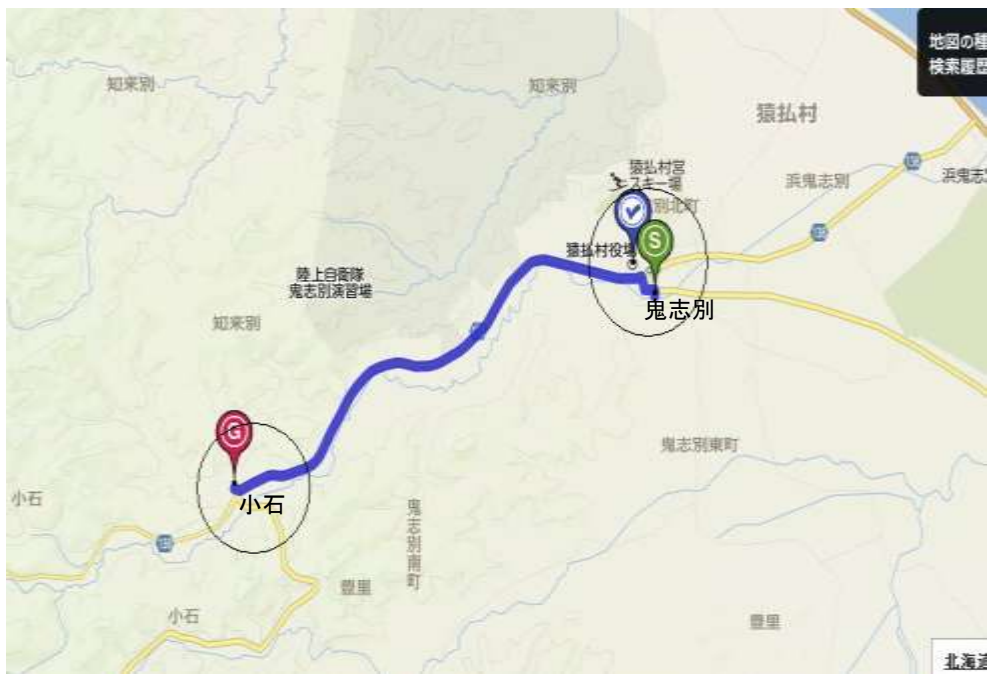 地図の種
検索履歴
知来別
知来別
猿払村
猿払村営
スキー場
浜鬼志別
浜鬼志別
別北町
S
猿払村役場
陸上自衛隊
鬼志別演習場
鬼志別
知来別
G
鬼志別東町
小石
小石
鬼志別南町
豊里
小石
豊里
北海道